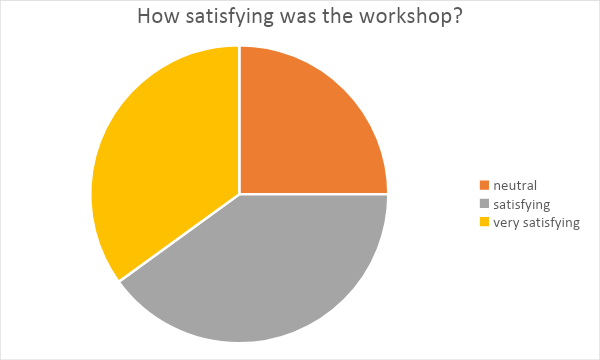 How satisfying was the workshop?
neutral
satisfying
very satisfying